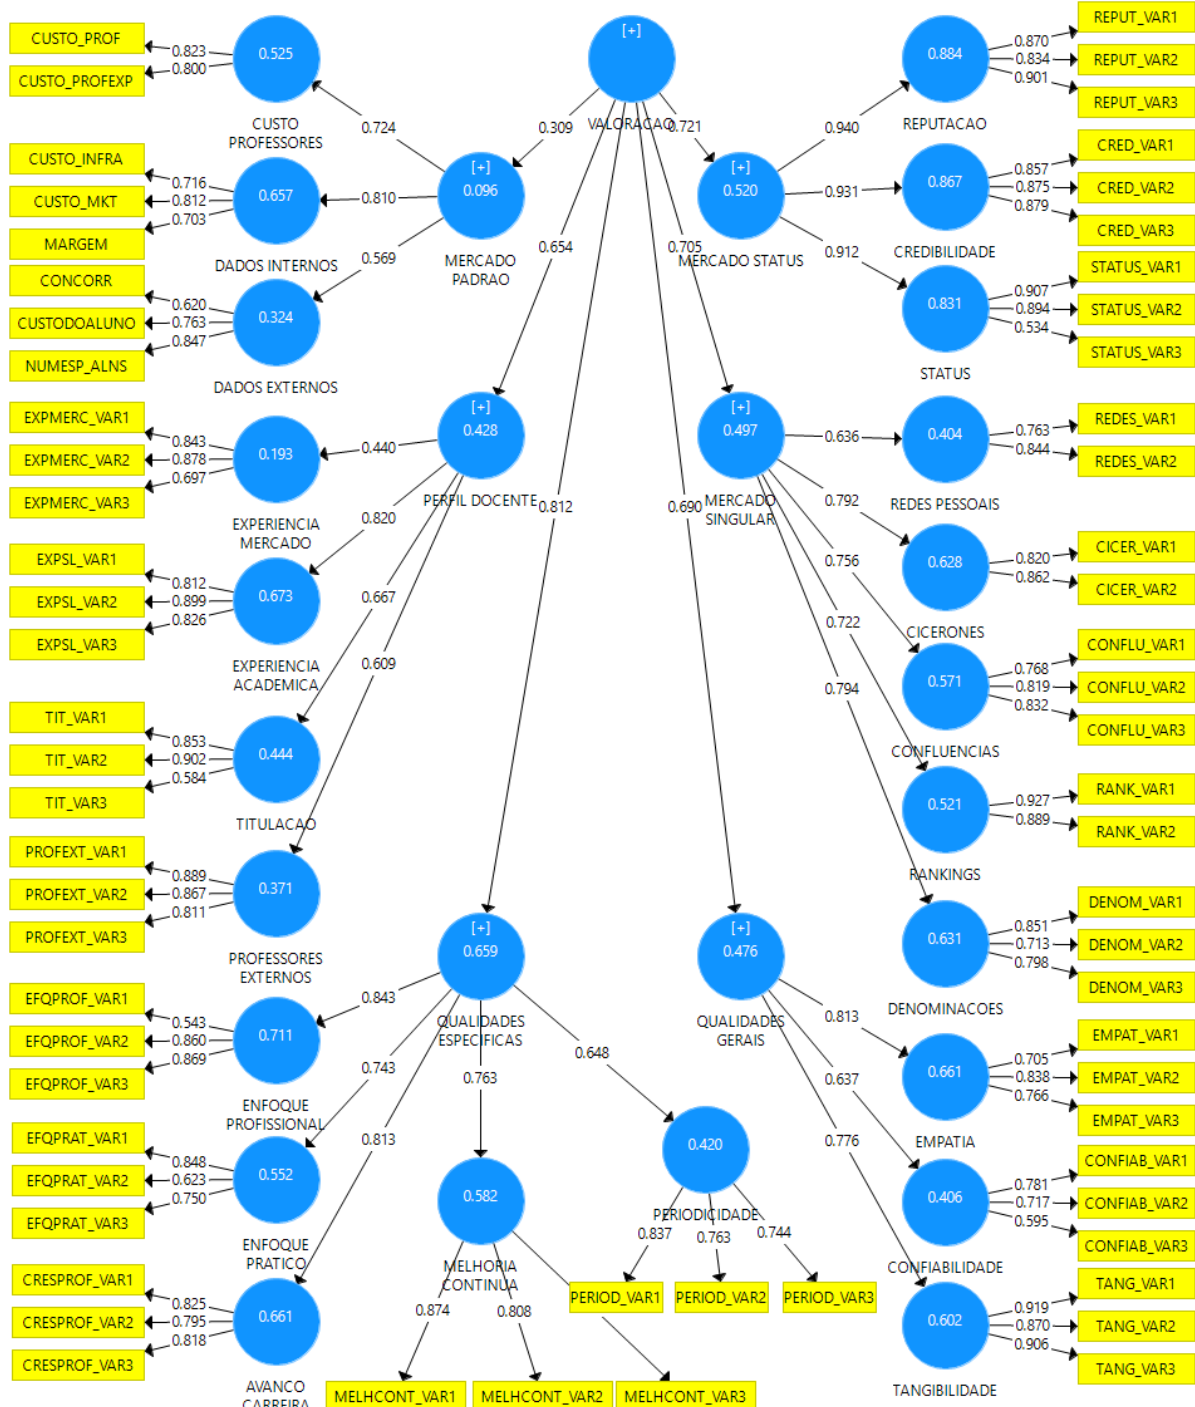 CUSTO_PROF
CUSTO_PROFEXP
0.823
0.800
0.525
CUSTO
PROFESSORES
0.724
[+]
VALORACAO
0.309
0.721
0.884
REPUTACAO
0.940
0.870
0.834
0.901
REPUT_VAR1
REPUT_VAR2
REPUT_VAR3
CUSTO_INFRA
CUSTO_MKT
MARGEM
0.716
0.812
0.703
0.657
DADOS INTERNOS
0.810
[+]
0.096
MERCADO
PADRAO
0.569
0.654
0.705
[+]
0.520
MERCADO STATUS
0.931
0.912
0.867
CREDIBILIDADE
0.857
0.875
0.879
CRED_VAR1
CRED_VAR2
CRED_VAR3
CONCORR
CUSTODOALUNO
NUMESP_ALNS
0.620
0.763
0.847
0.324
DADOS EXTERNOS
0.831
STATUS
0.907
0.894
0.534
STATUS_VAR1
STATUS_VAR2
STATUS_VAR3
EXPMERC_VAR1
EXPMERC_VAR2
EXPMERC_VAR3
0.843
0.878
0.697
0.193
EXPERIENCIA
MERCADO
0.440
[+]
0.428
PERFIL DOCENTE
0.820
0.667
0.609
0.812
0.690
[+]
0.497
MERCADO
SINGULAR
0.636
0.792
0.756
0.722
0.794
0.404
REDES PESSOAIS
0.763
0.844
REDES_VAR1
REDES_VAR2
EXPSL_VAR1
EXPSL_VAR2
EXPSL_VAR3
0.812
0.899
0.826
0.673
EXPERIENCIA
ACADEMICA
0.628
CICERONES
0.820
0.862
CICER_VAR1
CICER_VAR2
0.571
CONFLUENCIAS
0.768
0.819
0.832
CONFLU_VAR1
CONFLU_VAR2
CONFLU_VAR3
TIT_VAR1
TIT_VAR2
TIT_VAR3
0.853
0.902
0.584
0.444
TITULACAO
0.521
RANKINGS
0.927
0.889
RANK_VAR1
RANK_VAR2
PROFEXT_VAR1
PROFEXT_VAR2
PROFEXT_VAR3
0.889
0.867
0.811
0.371
PROFESSORES
EXTERNOS
0.631
DENOMINACOES
0.851
0.713
0.798
DENOM_VAR1
DENOM_VAR2
DENOM_VAR3
[+]
0.659
QUALIDADES
ESPECIFICAS
0.843
0.743
0.813
0.763
0.648
[+]
0.476
QUALIDADES
GERAIS
0.813
0.637
0.776
EFQPROF_VAR1
EFQPROF_VAR2
EFQPROF_VAR3
0.543
0.860
0.869
0.711
ENFOQUE
PROFISSIONAL
0.661
EMPATIA
0.705
0.838
0.766
EMPAT_VAR1
EMPAT_VAR2
EMPAT_VAR3
EFQPRAT_VAR1
EFQPRAT_VAR2
EFQPRAT_VAR3
0.848
0.623
0.750
0.552
ENFOQUE
PRATICO
0.582
MELHORIA
CONTINUA
0.420
PERIODICIDADE
0.837
0.763
0.744
PERIOD_VAR1
PERIOD_VAR2
PERIOD_VAR3
0.406
CONFIABILIDADE
0.781
0.717
0.595
CONFIAB_VAR1
CONFIAB_VAR2
CONFIAB_VAR3
CRESPROF_VAR1
CRESPROF_VAR2
CRESPROF_VAR3
0.825
0.795
0.818
0.661
AVANCO
CARREIRA
0.874
0.808
MELHCONT_VAR1
MELHCONT_VAR2
MELHCONT_VAR3
0.602
TANGIBILIDADE
0.919
0.870
0.906
TANG_VAR1
TANG_VAR2
TANG_VAR3